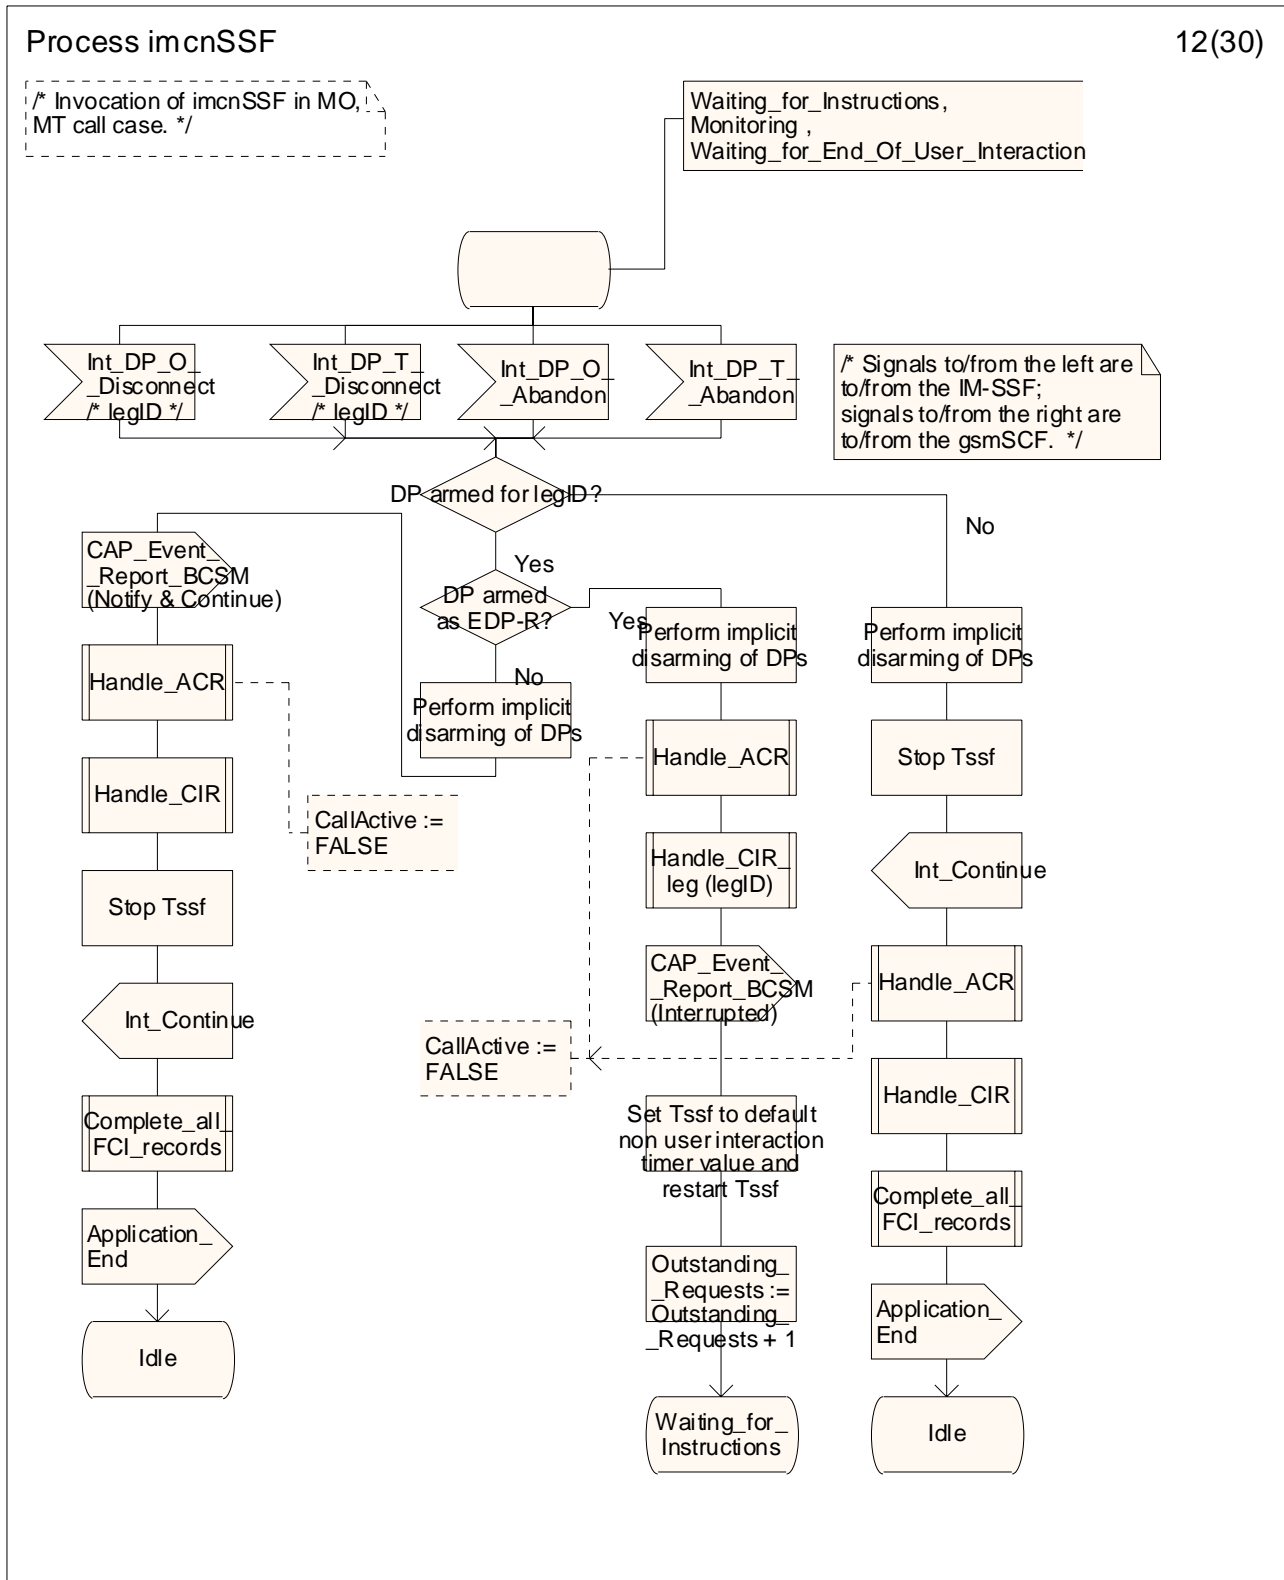 Process imcnSSF
12(30)
/* Invocation of imcnSSF in MO,
MT call case. */
Waiting_for_Instructions,
Monitoring ,
Waiting_for_End_Of_User_Interaction
Int_DP_O_
_Disconnect
/* legID */
Int_DP_T_
_Disconnect
/* legID */
Int_DP_O_
_Abandon
Int_DP_T_
_Abandon
/* Signals to/from the left are
to/from the IM-SSF;
signals to/from the right are
to/from the gsmSCF. */
DP armed for legID?
No
Yes
CAP_Event_
_Report_BCSM
(Notify & Continue)
DP armed
as EDP-R?
Yes
No
Perform implicit
disarming of DPs
Perform implicit
disarming of DPs
Perform implicit
disarming of DPs
Handle_ACR
Handle_CIR
CallActive :=
FALSE
Stop Tssf
Int_Continue
Complete_all_
FCI_records
Application_
End
Idle
Handle_ACR
Handle_CIR_
leg (legID)
CAP_Event_
_Report_BCSM
(Interrupted)
CallActive :=
FALSE
Set Tssf to default
non user interaction
timer value and
restart Tssf
Outstanding_
_Requests :=
Outstanding_
_Requests + 1
Waiting_for_
Instructions
Stop Tssf
Int_Continue
Handle_ACR
Handle_CIR
Complete_all_
FCI_records
Application_
End
Idle